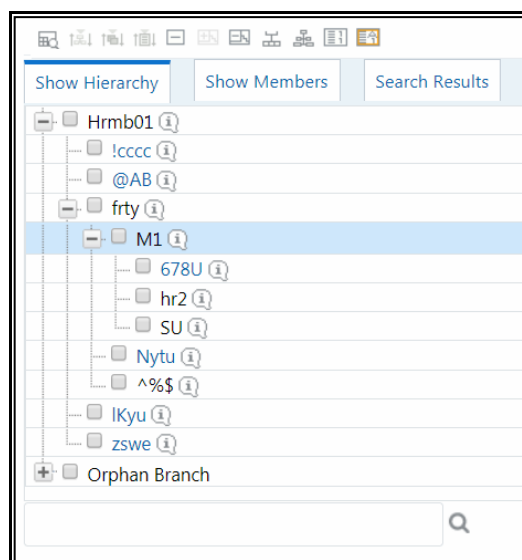 Show Hierarchy Show Members Search Results
Hrmb01
!cccc
@AB
frty
M1
678U
hr2
SU
Nytu
^%$
lKyu
zswe
Orphan Branch